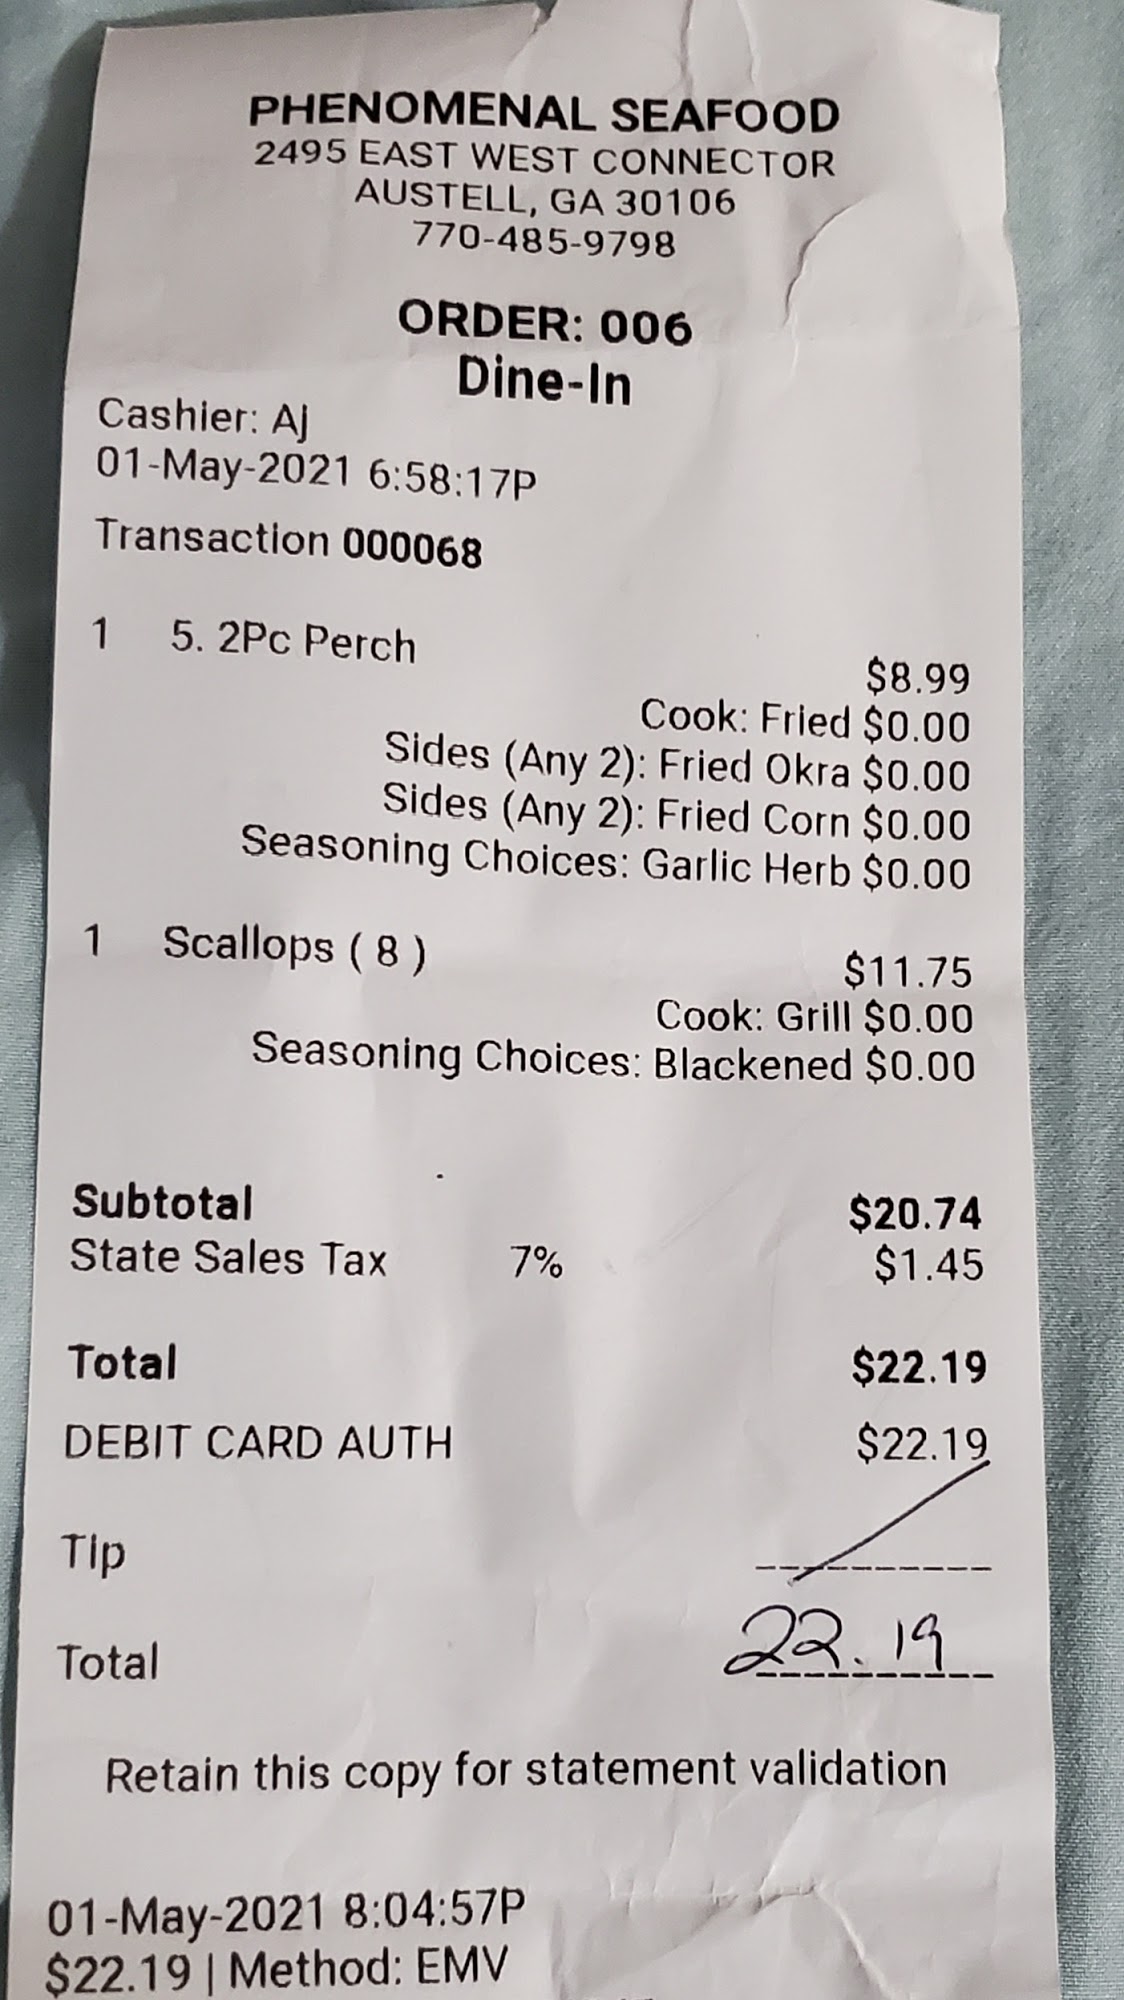 PHENOMENAL SEAFOOD
2495 EAST WEST CONNECTOR
AUSTELL, GA 30106
770-485-9798
ORDER: 006
Dine-In
Cashier: AJ
01-May-2021 6:58:17P
Transaction 000068
1 5. 2Pc Perch
$8.99
Cook: Fried $0.00
Sides (Any 2): Fried Okra $0.00
Sides (Any 2): Fried Corn $0.00
Seasoning Choices: Garlic Herb $0.00
1 Scallops ( 8 )
$11.75
Cook: Grill $0.00
Seasoning Choices: Blackened $0.00
Subtotal $20.74
State Sales Tax 7% $1.45
Total $22.19
DEBIT CARD AUTH $22.19
Tip
Total 22.19
Retain this copy for statement validation
01-May-2021 8:04:57P
$22.19 | Method: EMV